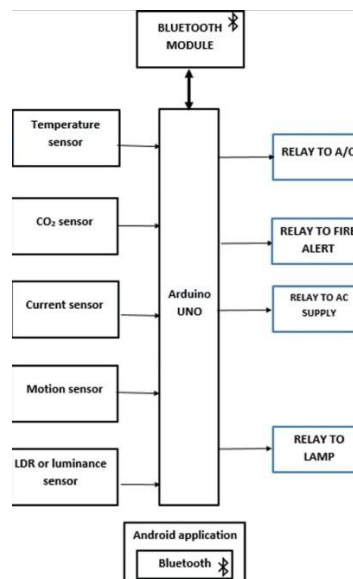 BLUETOOTH
MODULE
Temperature
sensor
CO₂ sensor
Current sensor
Motion sensor
LDR or luminance
sensor
Arduino
UNO
RELAY TO A/C
RELAY TO FIRE
ALERT
RELAY TO AC
SUPPLY
RELAY TO
LAMP
Android application
Bluetooth